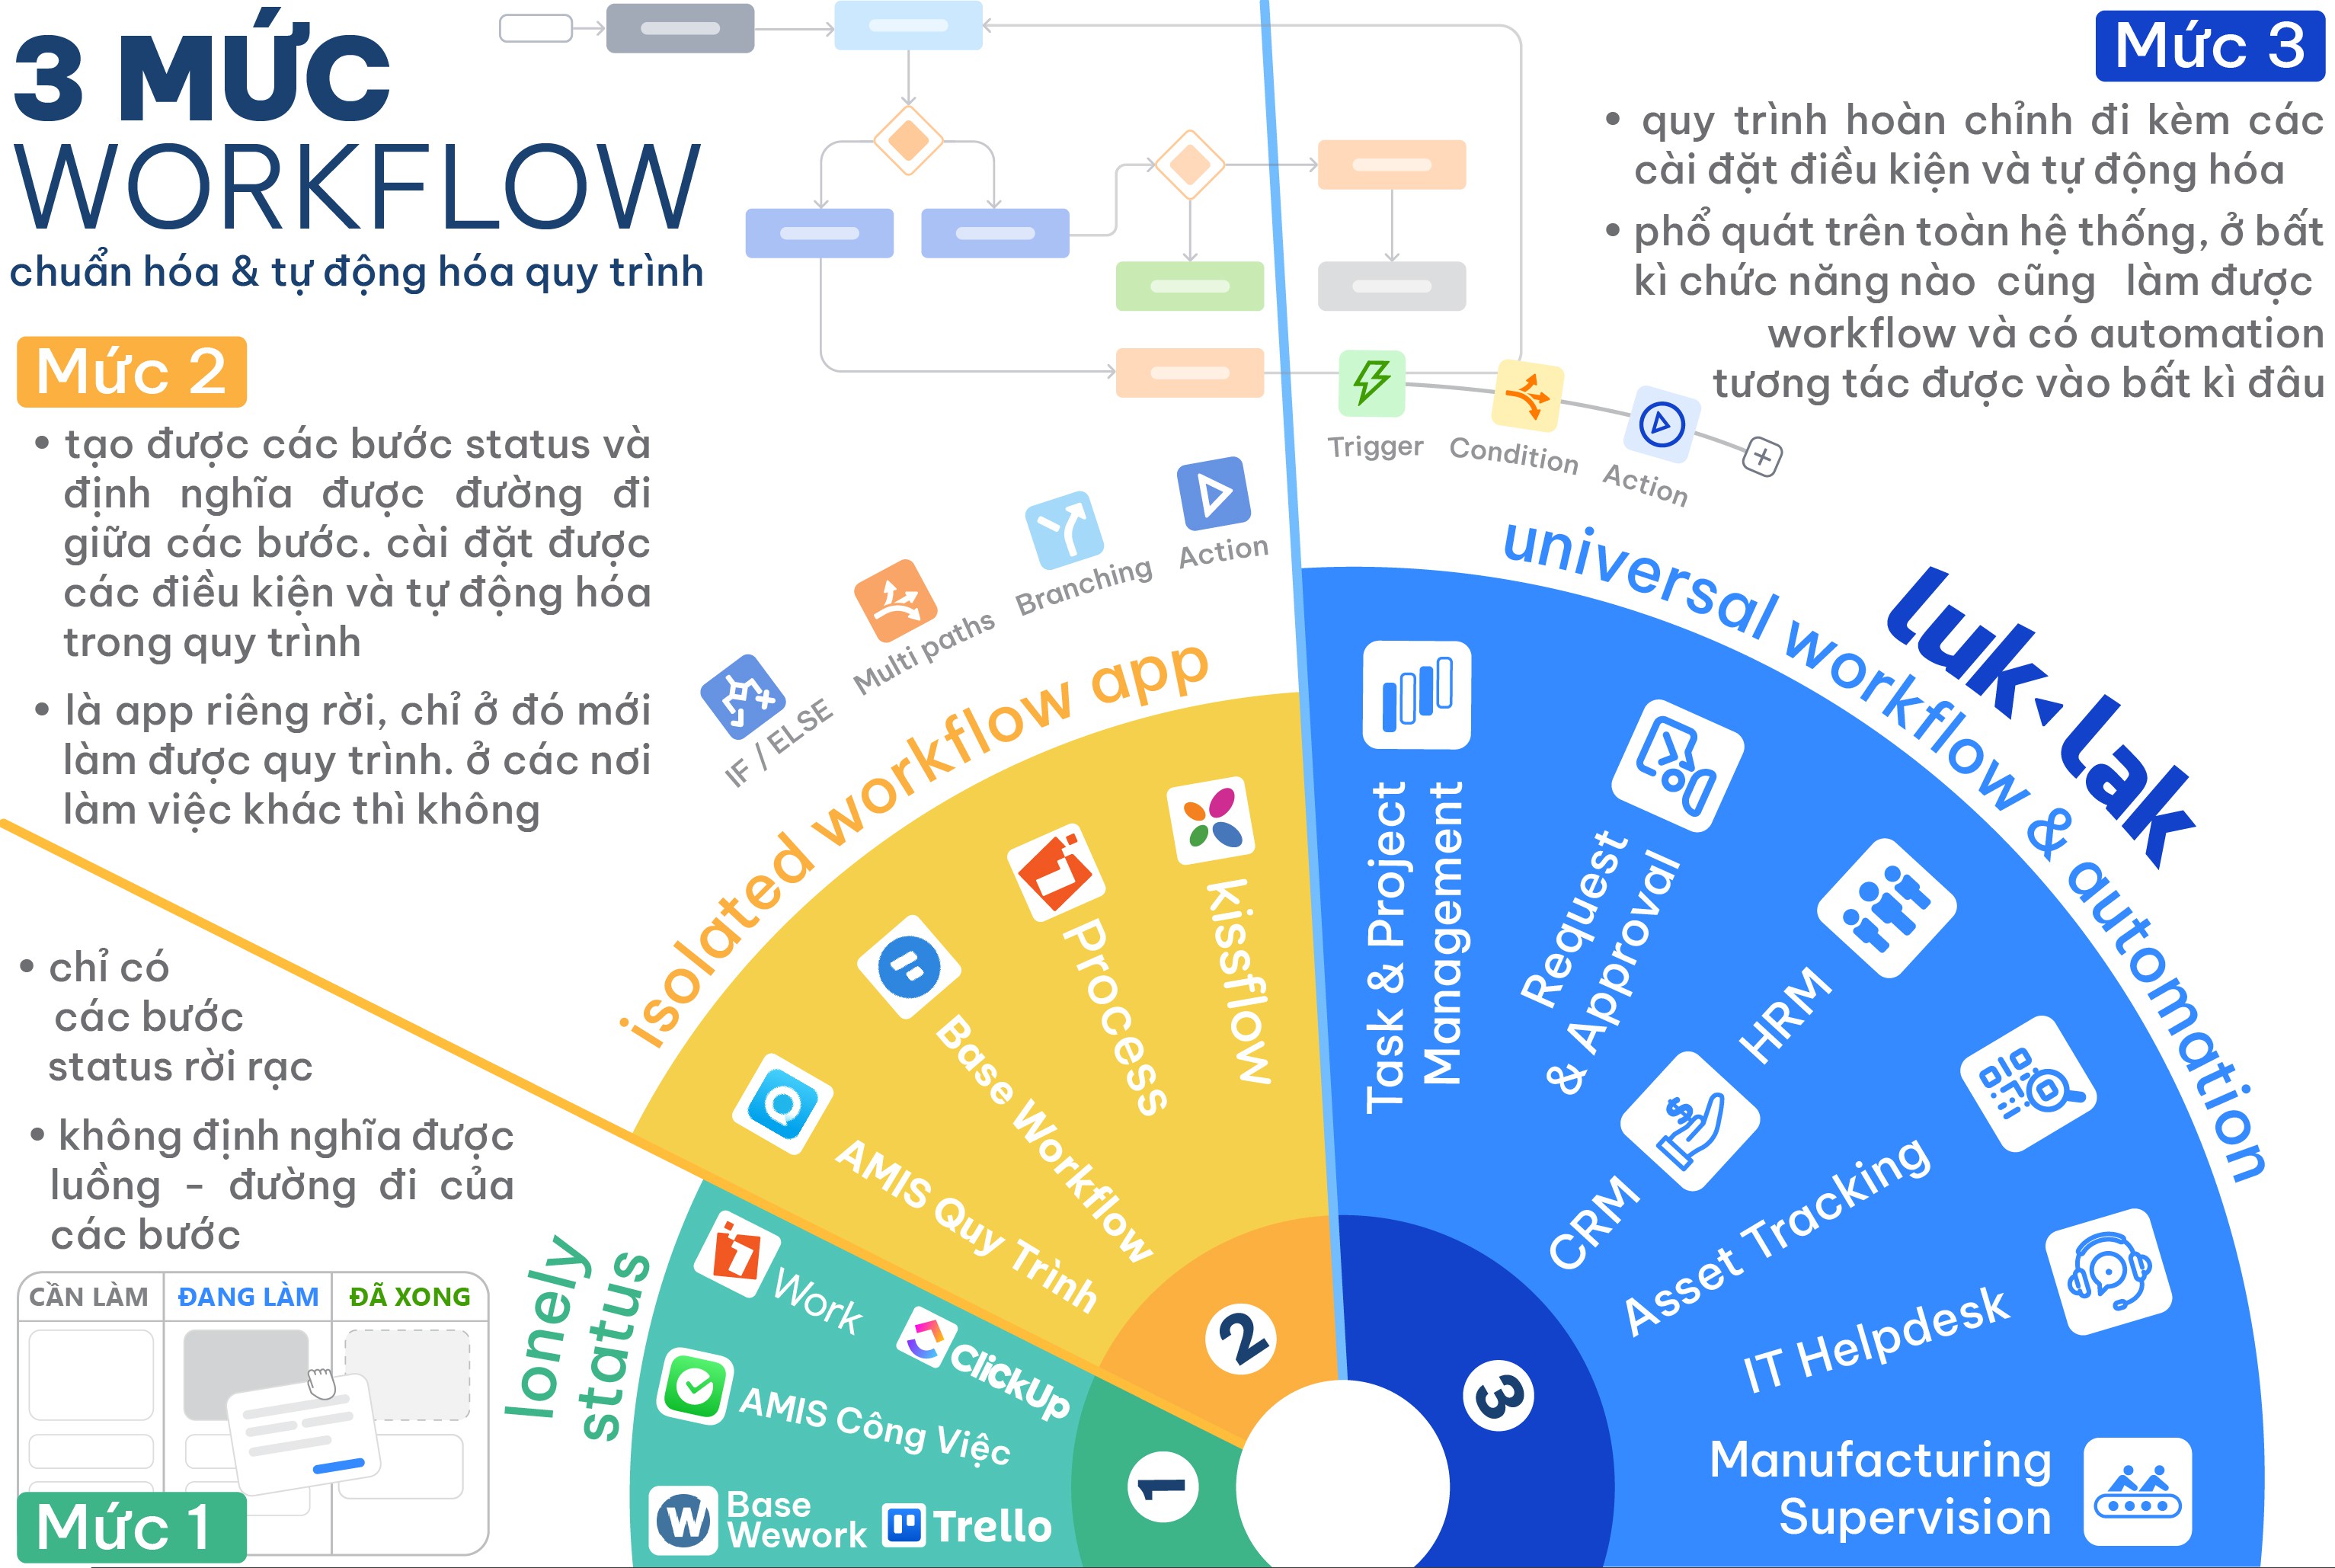 3 MỨC
WORKFLOW
chuẩn hóa & tự động hóa quy trình
Mức 3
• quy trình hoàn chỉnh đi kèm các
cài đặt điều kiện và tự động hóa
• phổ quát trên toàn hệ thống, ở bất
kì chức năng nào cũng làm được
workflow và có automation
tương tác được vào bất kì đâu
Trigger
Condition
Action
Mức 2
• tạo được các bước status và
định nghĩa được đường đi
giữa các bước. cài đặt được
các điều kiện và tự động hóa
trong quy trình
• là app riêng rời, chỉ ở đó mới
làm được quy trình. ở các nơi
làm việc khác thì không
IF / ELSE
Multi paths
Branching
Action
isolated workflow app
AMIS Quy Trình
Base Workflow
Process
kissflow
2
universal workflow & automation
luk◂lak
Task & Project
Management
Request
& Approval
HRM
CRM
Asset Tracking
IT Helpdesk
Manufacturing
Supervision
3
• chỉ có
các bước
status rời rạc
• không định nghĩa được
luồng - đường đi của
các bước
CẦN LÀM
ĐANG LÀM
ĐÃ XONG
Mức 1
lonely
status
Work
ClickUp
AMIS Công Việc
W
Base
Wework
Trello
1